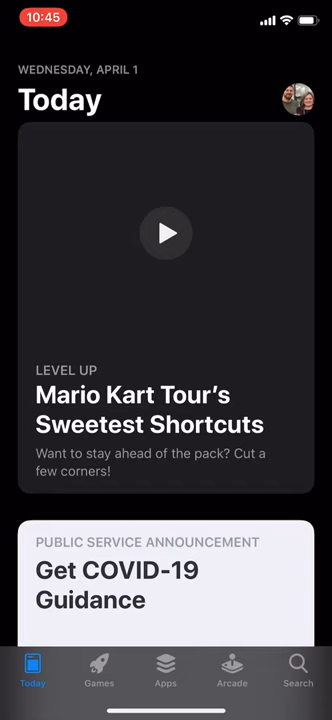 10:45
WEDNESDAY, APRIL 1
Today
LEVEL UP
Mario Kart Tour's
Sweetest Shortcuts
Want to stay ahead of the pack? Cut a
few corners!
PUBLIC SERVICE ANNOUNCEMENT
Get COVID-19
Guidance
Today Games Apps Arcade Search